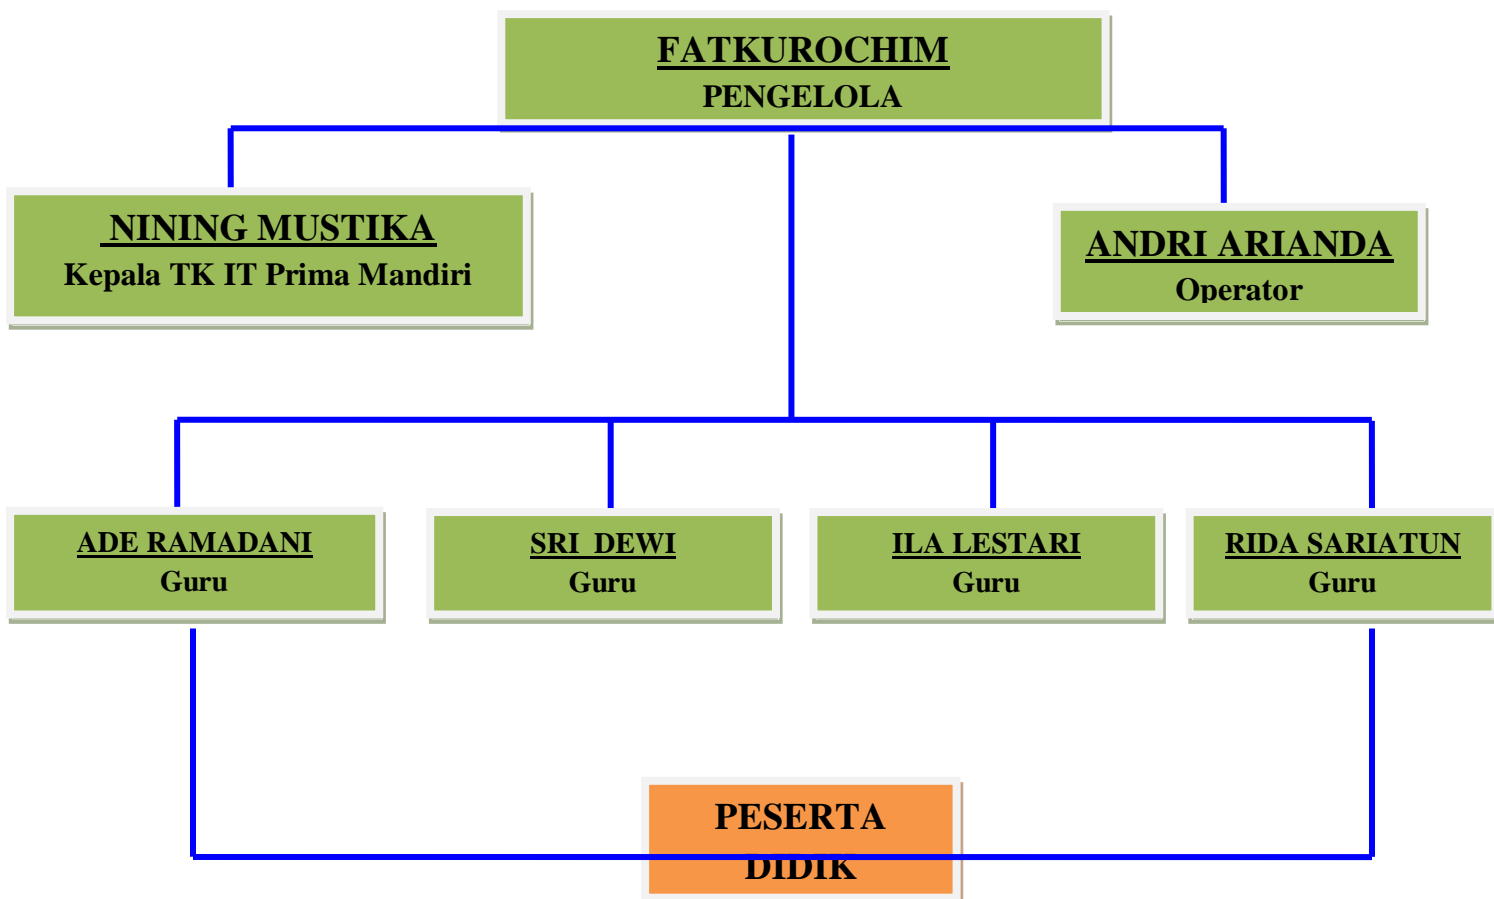 FATKUROCHIM
PENGELOLA
NINING MUSTIKA
Kepala TK IT Prima Mandiri
ANDRI ARIANDA
Operator
ADE RAMADANI
Guru
SRI DEWI
Guru
ILA LESTARI
Guru
RIDA SARIATUN
Guru
PESERTA
DIDIK